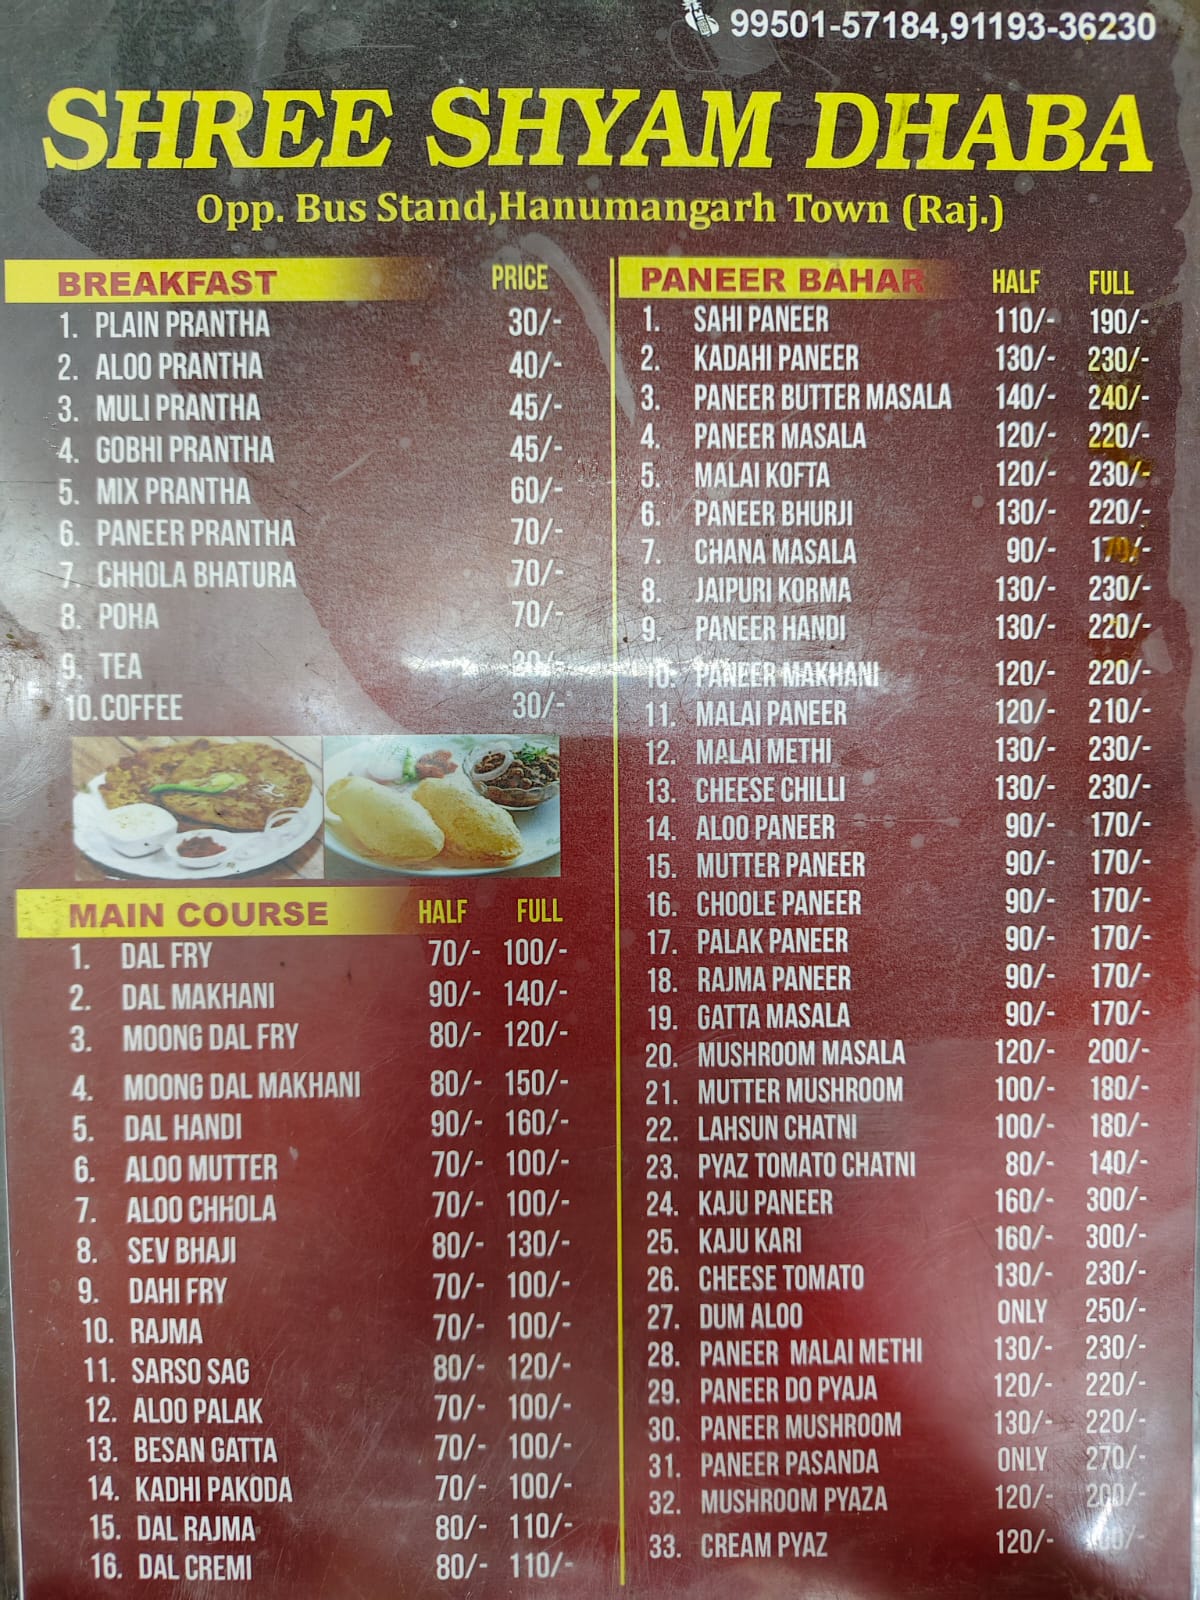 99501-57184,91193-36230
SHREE SHYAM DHABA
Opp. Bus Stand,Hanumangarh Town (Raj.)
BREAKFAST PRICE
1. PLAIN PRANTHA 30/-
2. ALOO PRANTHA 40/-
3. MULI PRANTHA 45/-
4. GOBHI PRANTHA 45/-
5. MIX PRANTHA 60/-
6. PANEER PRANTHA 70/-
7. CHHOLA BHATURA 70/-
8. POHA 70/-
9. TEA
10. COFFEE 30/-
MAIN COURSE HALF FULL
1. DAL FRY 70/- 100/-
2. DAL MAKHANI 90/- 140/-
3. MOONG DAL FRY 80/- 120/-
4. MOONG DAL MAKHANI 80/- 150/-
5. DAL HANDI 90/- 160/-
6. ALOO MUTTER 70/- 100/-
7. ALOO CHHOLA 70/- 100/-
8. SEV BHAJI 80/- 130/-
9. DAHI FRY 70/- 100/-
10. RAJMA 70/- 100/-
11. SARSO SAG 80/- 120/-
12. ALOO PALAK 70/- 100/-
13. BESAN GATTA 70/- 100/-
14. KADHI PAKODA 70/- 100/-
15. DAL RAJMA 80/- 110/-
16. DAL CREMI 80/- 110/-
PANEER BAHAR HALF FULL
1. SAHI PANEER 110/- 190/-
2. KADAHI PANEER 130/- 230/-
3. PANEER BUTTER MASALA 140/- 240/-
4. PANEER MASALA 120/- 220/-
5. MALAI KOFTA 120/- 230/-
6. PANEER BHURJI 130/- 220/-
7. CHANA MASALA 90/- 170/-
8. JAIPURI KORMA 130/- 230/-
9. PANEER HANDI 130/- 220/-
10. PANEER MAKHANI 120/- 220/-
11. MALAI PANEER 120/- 210/-
12. MALAI METHI 130/- 230/-
13. CHEESE CHILLI 130/- 230/-
14. ALOO PANEER 90/- 170/-
15. MUTTER PANEER 90/- 170/-
16. CHOOLE PANEER 90/- 170/-
17. PALAK PANEER 90/- 170/-
18. RAJMA PANEER 90/- 170/-
19. GATTA MASALA 90/- 170/-
20. MUSHROOM MASALA 120/- 200/-
21. MUTTER MUSHROOM 100/- 180/-
22. LAHSUN CHATNI 100/- 180/-
23. PYAZ TOMATO CHATNI 80/- 140/-
24. KAJU PANEER 160/- 300/-
25. KAJU KARI 160/- 300/-
26. CHEESE TOMATO 130/- 230/-
27. DUM ALOO ONLY 250/-
28. PANEER MALAI METHI 130/- 230/-
29. PANEER DO PYAJA 120/- 220/-
30. PANEER MUSHROOM 130/- 220/-
31. PANEER PASANDA ONLY 270/-
32. MUSHROOM PYAZA 120/- 200/-
33. CREAM PYAZ 120/-